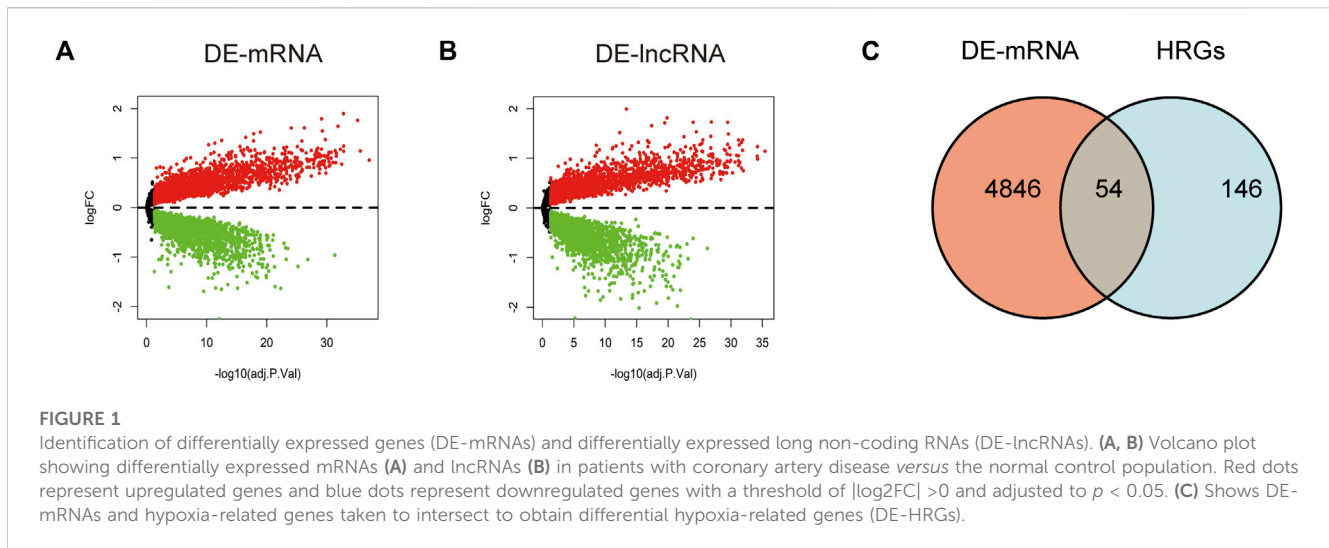 A
DE-mRNA
2
1
0
-1
-2
logFC
0
10
20
30
-log10(adj.P.Val)
B
DE-lncRNA
2
1
0
-1
-2
logFC
0
5
10
15
20
25
30
35
-log10(adj.P.Val)
C
DE-mRNA
HRGs
4846
54
146
FIGURE 1
Identification of differentially expressed genes (DE-mRNAs) and differentially expressed long non-coding RNAs (DE-lncRNAs). (A, B) Volcano plot
showing differentially expressed mRNAs (A) and lncRNAs (B) in patients with coronary artery disease versus the normal control population. Red dots
represent upregulated genes and blue dots represent downregulated genes with a threshold of |log2FC| >0 and adjusted to p < 0.05. (C) Shows DE-
mRNAs and hypoxia-related genes taken to intersect to obtain differential hypoxia-related genes (DE-HRGs).